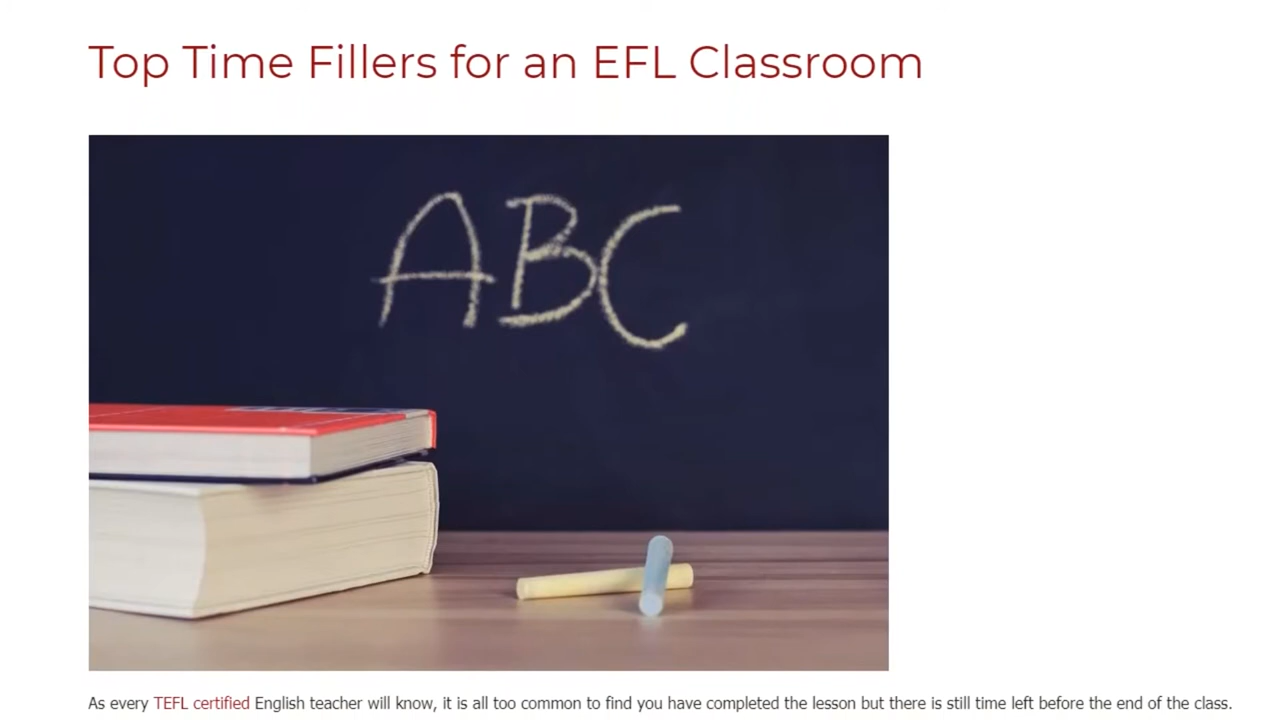 Top Time Fillers for an EFL Classroom
ABC
As every TEFL certified English teacher will know, it is all too common to find you have completed the lesson but there is still time left before the end of the class.